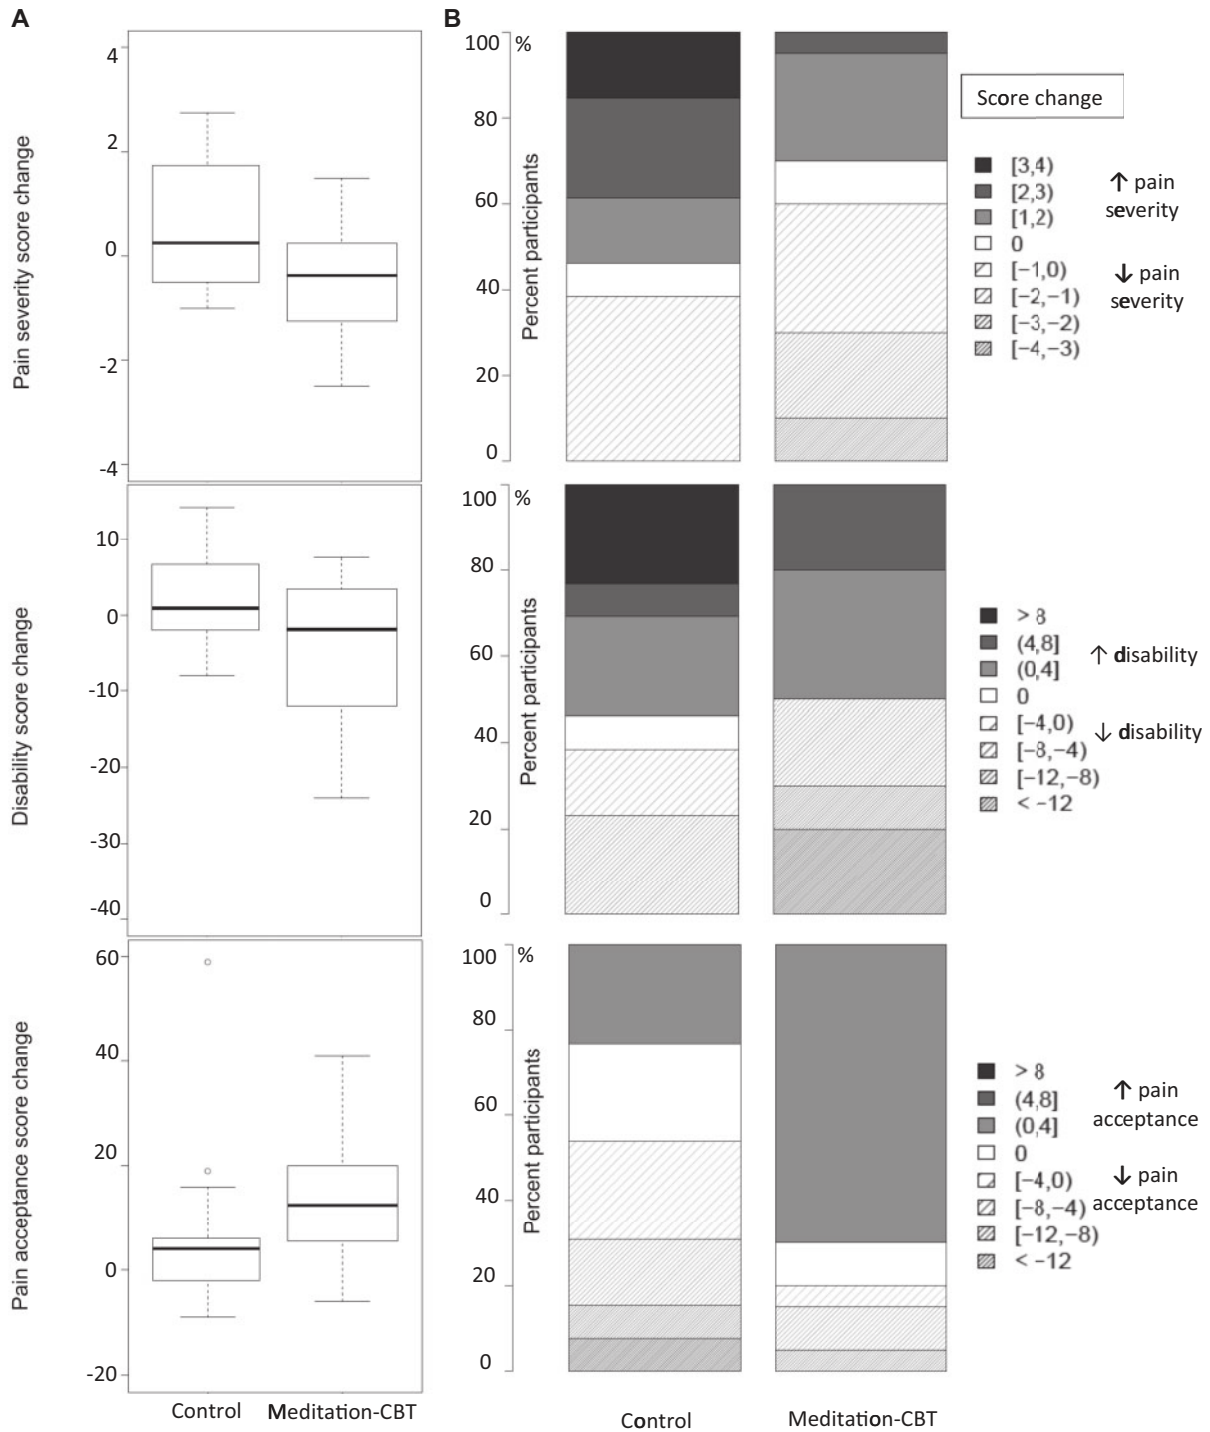 A
B
Pain severity score change
4
2
0
-2
-4
Percent participants
100 %
80
60
40
20
0
Score change
[3,4)
[2,3)
[1,2)
0
[−1,0)
[−2,−1)
[−3,−2)
[−4,−3)
↑ pain
severity
↓ pain
severity
Disability score change
10
0
-10
-20
-30
-40
Percent participants
100 %
80
60
40
20
0
> 8
(4,8]
(0,4]
0
[−4,0)
[−8,−4)
[−12,−8)
< −12
↑ disability
↓ disability
Pain acceptance score change
60
40
20
0
-20
Control
Meditation-CBT
Percent participants
100 %
80
60
40
20
0
Control
Meditation-CBT
> 8
(4,8]
(0,4]
0
[−4,0)
[−8,−4)
[−12,−8)
< −12
↑ pain
acceptance
↓ pain
acceptance